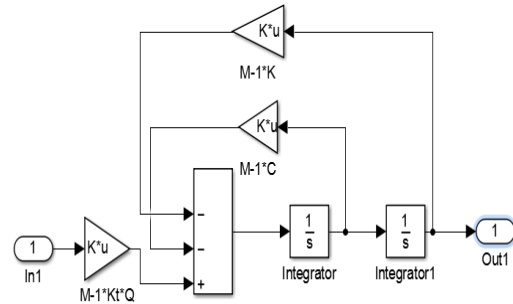 K*u
M-1*K
K*u
M-1*C
1
In1
K*u
M-1*Kt*Q
−
−
+
1
s
Integrator
1
s
Integrator1
1
Out1